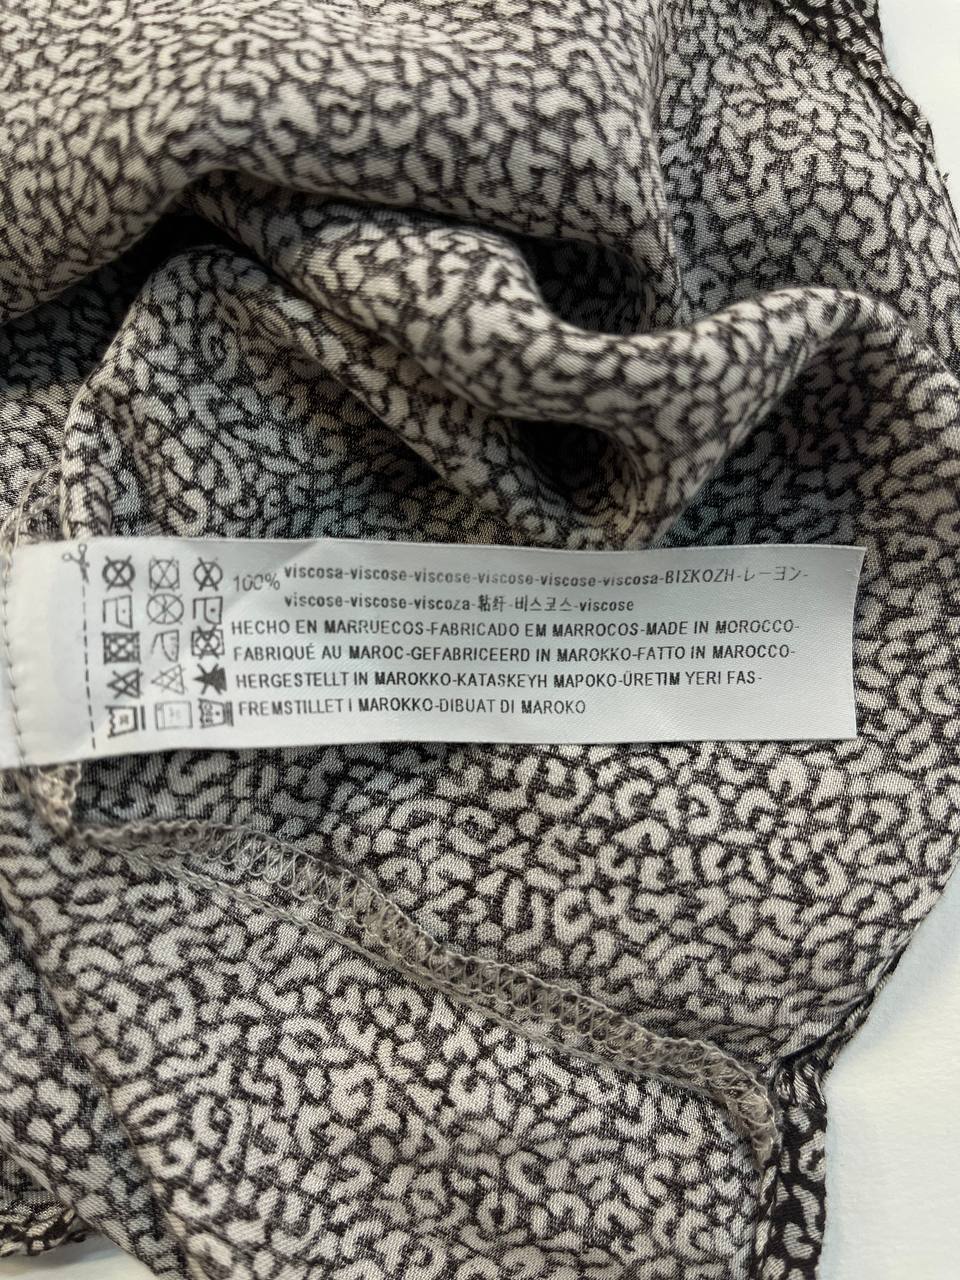 100% viscosa-viscose-viscose-viscose-viscose-viscosa-ΒΙΣΚΟΖΗ-レーヨン-
viscose-viscose-viscoza-黏纤-비스코스-viscose
HECHO EN MARRUECOS-FABRICADO EM MARROCOS-MADE IN MOROCCO-
FABRIQUÉ AU MAROC-GEFABRICEERD IN MAROKKO-FATTO IN MAROCCO-
HERGESTELLT IN MAROKKO-KATASKEYH MAPOKO-ÜRETIM YERI FAS-
FREMSTILLET I MAROKKO-DIBUAT DI MAROKO